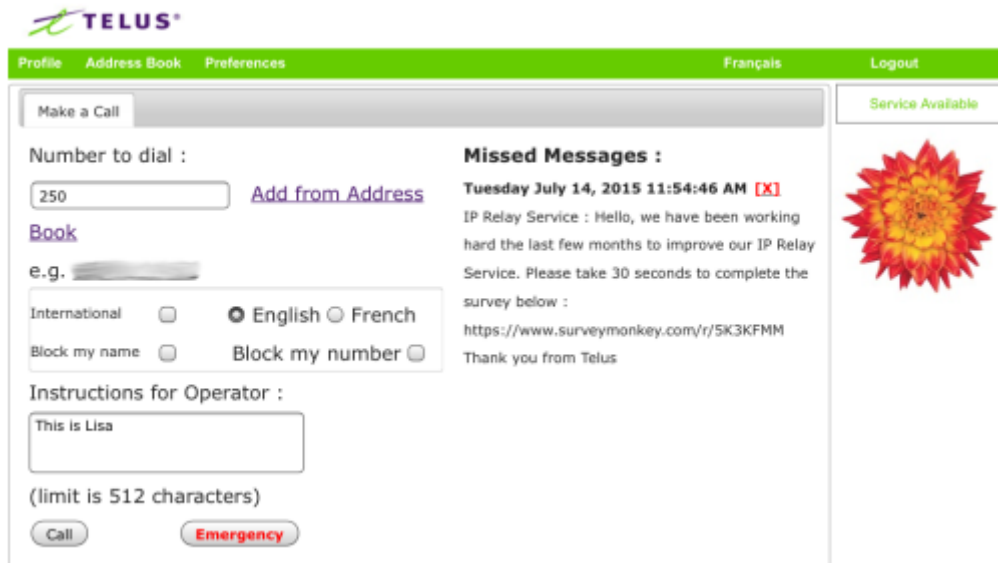 TELUS®
Profile Address Book Preferences Français Logout
Make a Call
Service Available
Number to dial :
250 Add from Address
Book
e.g.
International English French
Block my name Block my number
Instructions for Operator :
This is Lisa
(limit is 512 characters)
Call Emergency
Missed Messages :
Tuesday July 14, 2015 11:54:46 AM [X]
IP Relay Service : Hello, we have been working
hard the last few months to improve our IP Relay
Service. Please take 30 seconds to complete the
survey below :
https://www.surveymonkey.com/r/5K3KFMM
Thank you from Telus